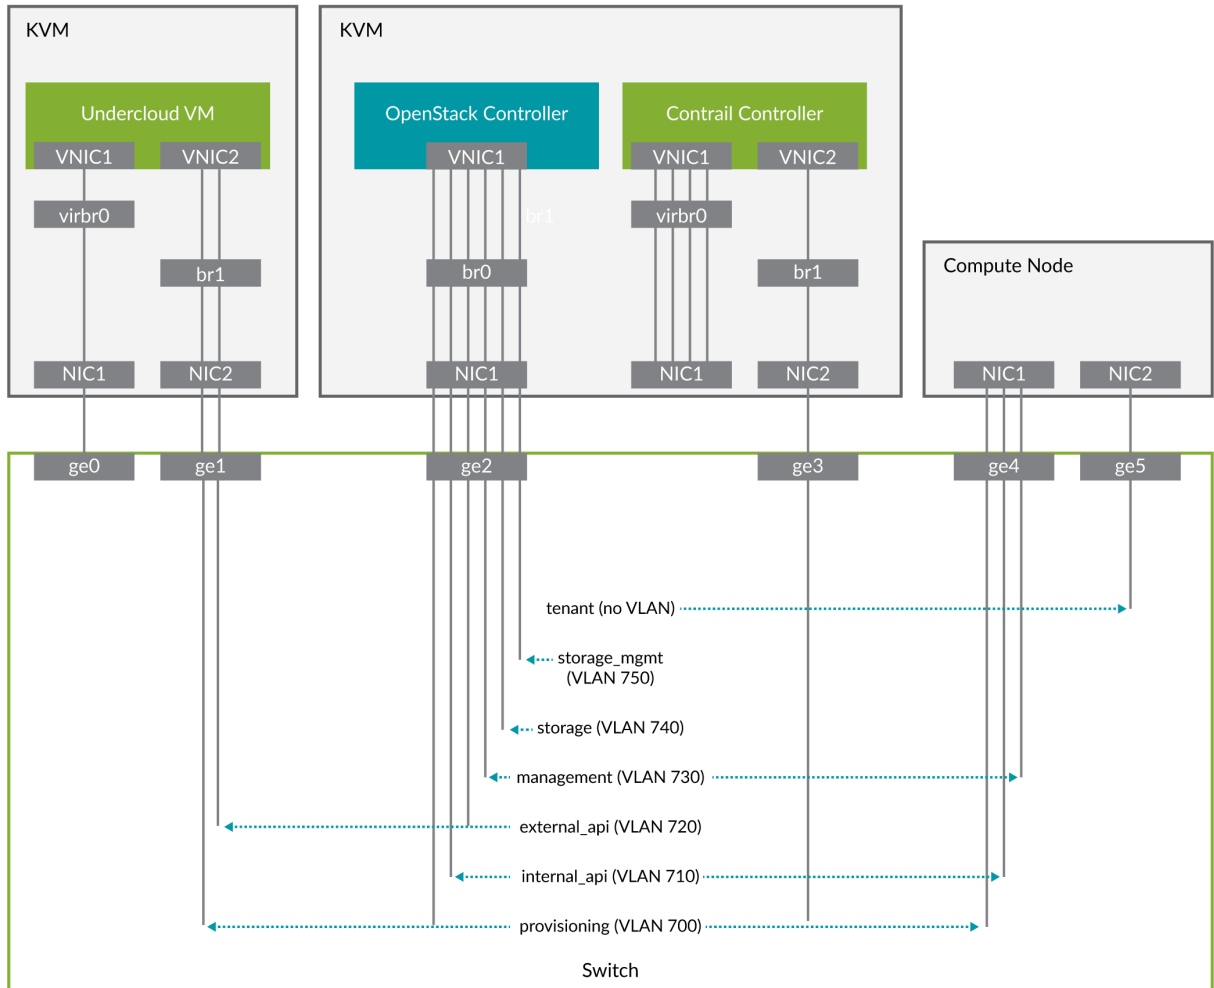 KVM
KVM
Undercloud VM
OpenStack Controller
Contrail Controller
VNIC1
VNIC2
VNIC1
VNIC1
VNIC2
virbr0
br1
virbr0
br1
br0
br1
Compute Node
NIC1
NIC2
NIC1
NIC1
NIC2
NIC1
NIC2
ge0
ge1
ge2
ge3
ge4
ge5
tenant (no VLAN)
storage_mgmt
(VLAN 750)
storage (VLAN 740)
management (VLAN 730)
external_api (VLAN 720)
internal_api (VLAN 710)
provisioning (VLAN 700)
Switch